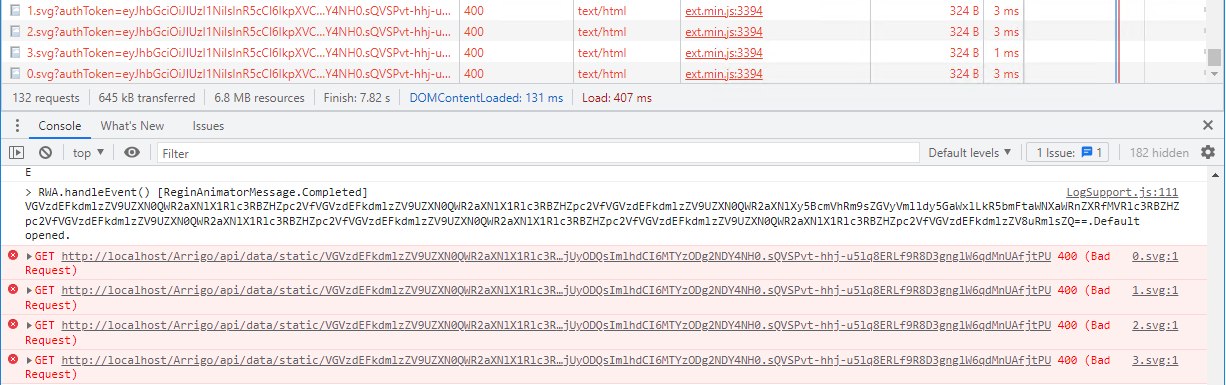 1.svg?authToken=eyJhbGciOiJIUzI1NiIsInR5cCI6IkpXVC...Y4NH0.sQVSPvt-hhj-u... 400 text/html ext.min.js:3394 324 B 3 ms
2.svg?authToken=eyJhbGciOiJIUzI1NiIsInR5cCI6IkpXVC...Y4NH0.sQVSPvt-hhj-u... 400 text/html ext.min.js:3394 324 B 3 ms
3.svg?authToken=eyJhbGciOiJIUzI1NiIsInR5cCI6IkpXVC...Y4NH0.sQVSPvt-hhj-u... 400 text/html ext.min.js:3394 324 B 1 ms
0.svg?authToken=eyJhbGciOiJIUzI1NiIsInR5cCI6IkpXVC...Y4NH0.sQVSPvt-hhj-u... 400 text/html ext.min.js:3394 324 B 3 ms
132 requests 645 kB transferred 6.8 MB resources Finish: 7.82 s DOMContentLoaded: 131 ms Load: 407 ms
Console What's New Issues
top Filter Default levels 1 Issue: 1 182 hidden
E
> RWA.handleEvent() [ReginAnimatorMessage.Completed] LogSupport.js:111
VGVzdEFkdmlzZV9UZXN0QWR2aXNlX1Rlc3RBZHZpc2VfVGVzdEFkdmlzZV9UZXN0QWR2aXNlX1Rlc3RBZHZpc2VfVGVzdEFkdmlzZV9UZXN0QWR2aXNlXy5BcmVhRm9sZGVyVmlldy5GaWxlLkR5bmFtaWNXaWRnZXRfMVRlc3RBZHZ
pc2VfVGVzdEFkdmlzZV9UZXN0QWR2aXNlX1Rlc3RBZHZpc2VfVGVzdEFkdmlzZV9UZXN0QWR2aXNlX1Rlc3RBZHZpc2VfVGVzdEFkdmlzZV9UZXN0QWR2aXNlX1Rlc3RBZHZpc2VfVGVzdEFkdmlzZV8uRmlsZQ==.Default
opened.
GET http://localhost/Arrigo/api/data/static/VGVzdEFkdmlzZV9UZXN0QWR2aXNlX1Rlc3R…jUyODQsImlhdCI6MTYzODg2NDY4NH0.sQVSPvt-hhj-u5lq8ERLf9R8D3gnglW6qdMnUAfjtPU 400 (Bad 0.svg:1
Request)
GET http://localhost/Arrigo/api/data/static/VGVzdEFkdmlzZV9UZXN0QWR2aXNlX1Rlc3R…jUyODQsImlhdCI6MTYzODg2NDY4NH0.sQVSPvt-hhj-u5lq8ERLf9R8D3gnglW6qdMnUAfjtPU 400 (Bad 1.svg:1
Request)
GET http://localhost/Arrigo/api/data/static/VGVzdEFkdmlzZV9UZXN0QWR2aXNlX1Rlc3R…jUyODQsImlhdCI6MTYzODg2NDY4NH0.sQVSPvt-hhj-u5lq8ERLf9R8D3gnglW6qdMnUAfjtPU 400 (Bad 2.svg:1
Request)
GET http://localhost/Arrigo/api/data/static/VGVzdEFkdmlzZV9UZXN0QWR2aXNlX1Rlc3R…jUyODQsImlhdCI6MTYzODg2NDY4NH0.sQVSPvt-hhj-u5lq8ERLf9R8D3gnglW6qdMnUAfjtPU 400 (Bad 3.svg:1
Request)